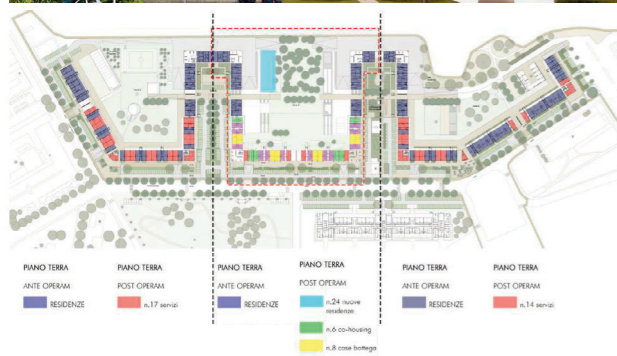 PIANO TERRA
ANTE OPERAM
RESIDENZE
PIANO TERRA
POST OPERAM
n.17 servizi
PIANO TERRA
ANTE OPERAM
RESIDENZE
PIANO TERRA
POST OPERAM
n.24 nuove
residenze
n.6 co-housing
n.8 case bottega
PIANO TERRA
ANTE OPERAM
RESIDENZE
PIANO TERRA
POST OPERAM
n.14 servizi